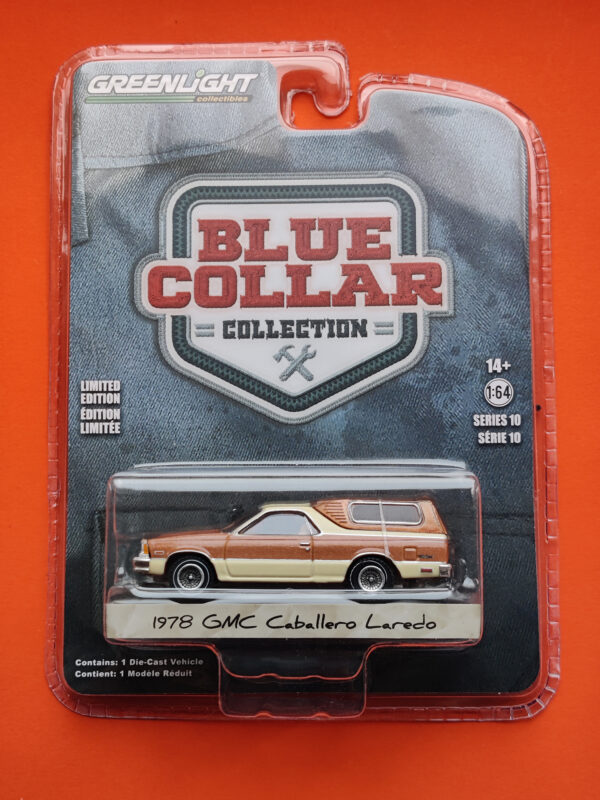 GREENLIGHT
collectibles
BLUE
COLLAR
COLLECTION
LIMITED
EDITION
ÉDITION
LIMITÉE
14+
1:64
SERIES 10
SÉRIE 10
1978 GMC Caballero Laredo
Contains: 1 Die-Cast Vehicle
Contient: 1 Modèle Réduit